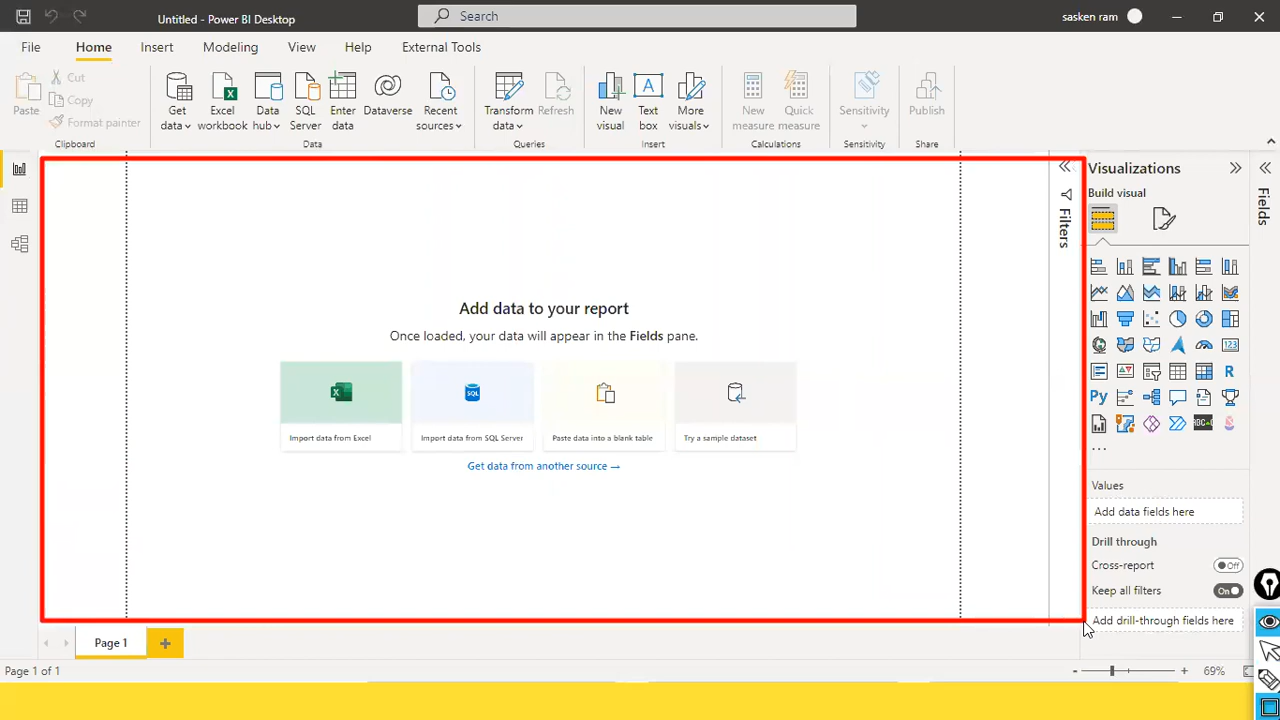 Untitled - Power BI Desktop
Search
sasken ram
File Home Insert Modeling View Help External Tools
Paste
Cut
Copy
Format painter
Clipboard
Get data
Excel workbook
Data hub
SQL Server
Enter data
Dataverse
Recent sources
Data
Transform data
Refresh
Queries
New visual
Text box
More visuals
Insert
New measure
Quick measure
Calculations
Sensitivity
Sensitivity
Publish
Share
Filters
Visualizations
Build visual
Fields
Add data to your report
Once loaded, your data will appear in the Fields pane.
SQL
Import data from Excel
Import data from SQL Server
Paste data into a blank table
Try a sample dataset
Get data from another source →
123
R
Py
Values
Add data fields here
Drill through
Cross-report
Off
Keep all filters
On
Add drill-through fields here
Page 1
Page 1 of 1
69%